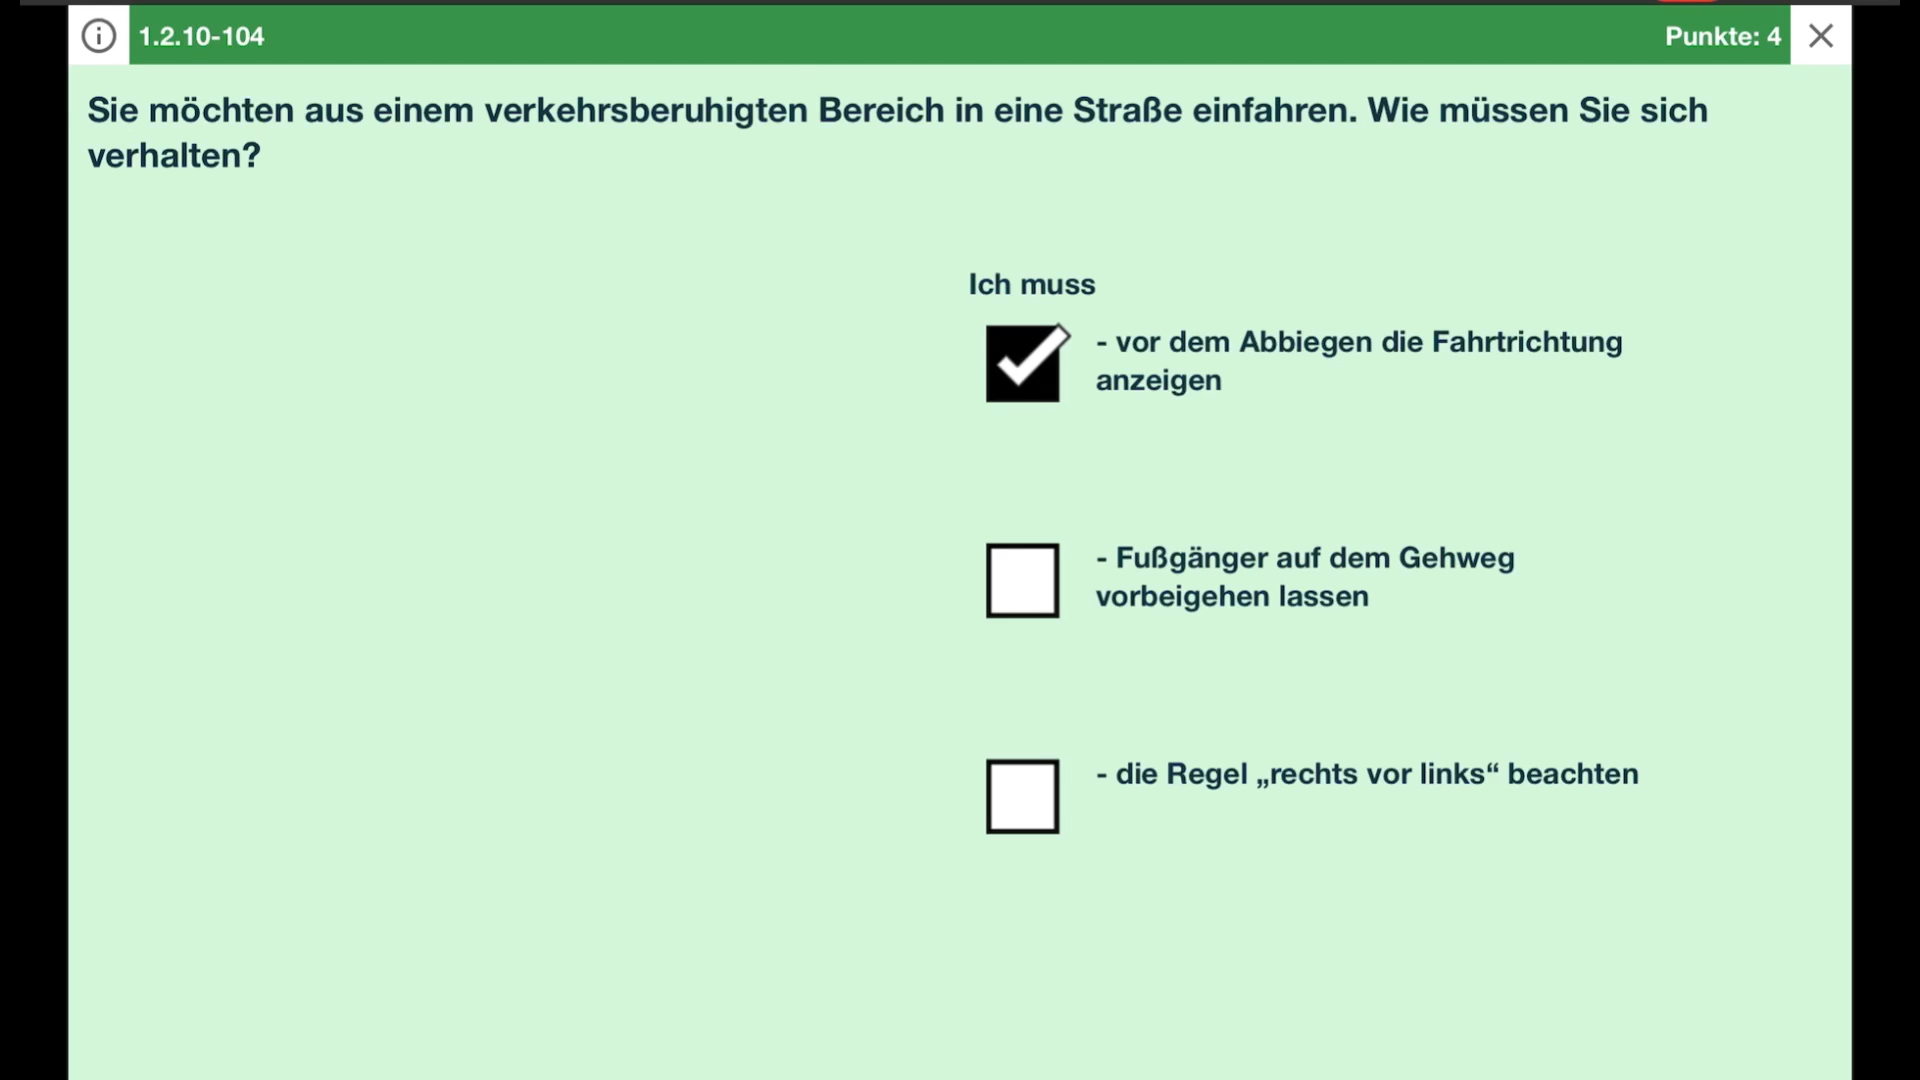 1.2.10-104
Punkte: 4
Sie möchten aus einem verkehrsberuhigten Bereich in eine Straße einfahren. Wie müssen Sie sich
verhalten?
Ich muss
- vor dem Abbiegen die Fahrtrichtung
anzeigen
- Fußgänger auf dem Gehweg
vorbeigehen lassen
- die Regel „rechts vor links“ beachten